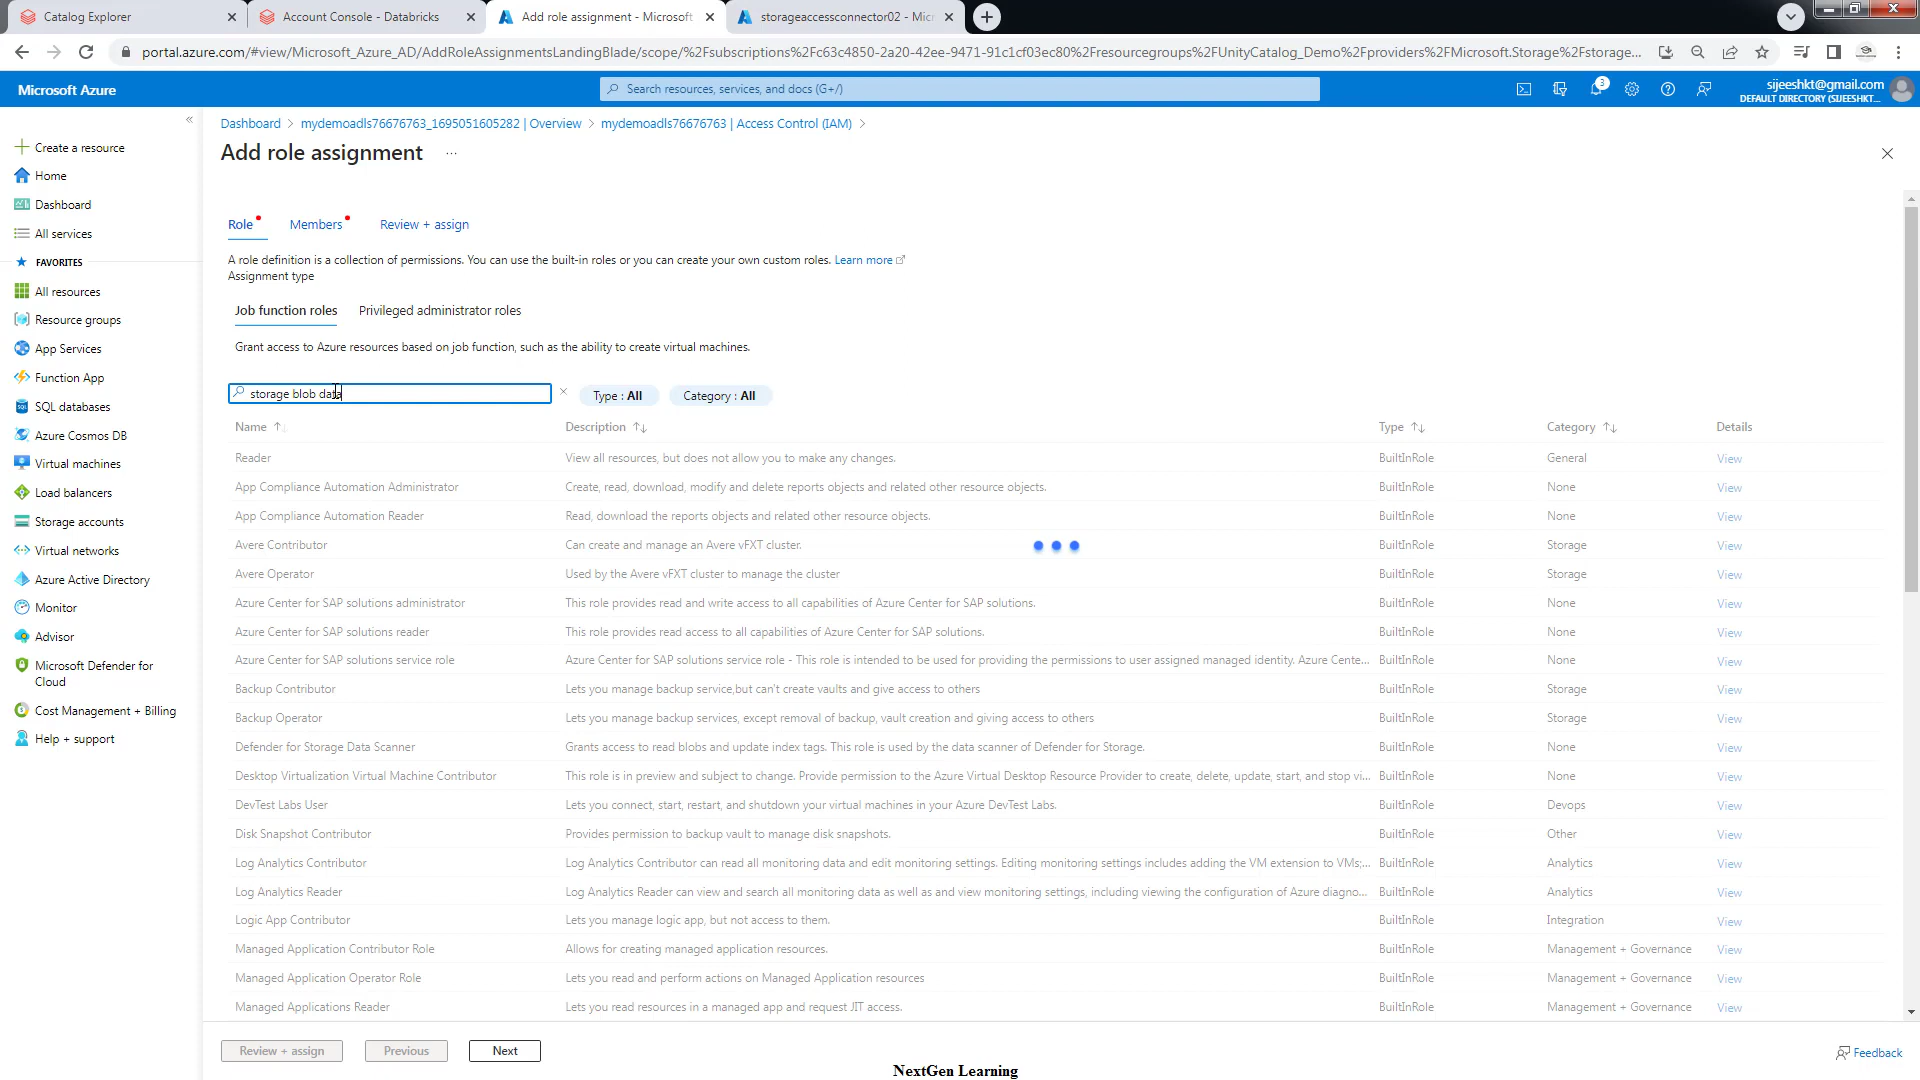 Catalog Explorer
Account Console - Databricks
Add role assignment - Microsoft
storageaccessconnector02 - Mic
portal.azure.com/#view/Microsoft_Azure_AD/AddRoleAssignmentsLandingBlade/scope/%2Fsubscriptions%2Fc63c4850-2a20-42ee-9471-91c1cf03ec80%2Fresourcegroups%2FUnityCatalog_Demo%2Fproviders%2FMicrosoft.Storage%2Fstorage...
Microsoft Azure
Search resources, services, and docs (G+/)
3
sijeeshkt@gmail.com
DEFAULT DIRECTORY (SIJEESHKT...
«
Create a resource
Home
Dashboard
All services
FAVORITES
All resources
Resource groups
App Services
Function App
SQL databases
Azure Cosmos DB
Virtual machines
Load balancers
Storage accounts
Virtual networks
Azure Active Directory
Monitor
Advisor
Microsoft Defender for
Cloud
Cost Management + Billing
Help + support
Dashboard > mydemoadls76676763_1695051605282 | Overview > mydemoadls76676763 | Access Control (IAM) >
Add role assignment ...
Role Members Review + assign
A role definition is a collection of permissions. You can use the built-in roles or you can create your own custom roles. Learn more
Assignment type
Job function roles Privileged administrator roles
Grant access to Azure resources based on job function, such as the ability to create virtual machines.
storage blob data
Type : All Category : All
Name Description Type Category Details
Reader View all resources, but does not allow you to make any changes. BuiltInRole General View
App Compliance Automation Administrator Create, read, download, modify and delete reports objects and related other resource objects. BuiltInRole None View
App Compliance Automation Reader Read, download the reports objects and related other resource objects. BuiltInRole None View
Avere Contributor Can create and manage an Avere vFXT cluster. BuiltInRole Storage View
Avere Operator Used by the Avere vFXT cluster to manage the cluster BuiltInRole Storage View
Azure Center for SAP solutions administrator This role provides read and write access to all capabilities of Azure Center for SAP solutions. BuiltInRole None View
Azure Center for SAP solutions reader This role provides read access to all capabilities of Azure Center for SAP solutions. BuiltInRole None View
Azure Center for SAP solutions service role Azure Center for SAP solutions service role - This role is intended to be used for providing the permissions to user assigned managed identity. Azure Cente... BuiltInRole None View
Backup Contributor Lets you manage backup service,but can't create vaults and give access to others BuiltInRole Storage View
Backup Operator Lets you manage backup services, except removal of backup, vault creation and giving access to others BuiltInRole Storage View
Defender for Storage Data Scanner Grants access to read blobs and update index tags. This role is used by the data scanner of Defender for Storage. BuiltInRole None View
Desktop Virtualization Virtual Machine Contributor This role is in preview and subject to change. Provide permission to the Azure Virtual Desktop Resource Provider to create, delete, update, start, and stop vi... BuiltInRole None View
DevTest Labs User Lets you connect, start, restart, and shutdown your virtual machines in your Azure DevTest Labs. BuiltInRole Devops View
Disk Snapshot Contributor Provides permission to backup vault to manage disk snapshots. BuiltInRole Other View
Log Analytics Contributor Log Analytics Contributor can read all monitoring data and edit monitoring settings. Editing monitoring settings includes adding the VM extension to VMs;... BuiltInRole Analytics View
Log Analytics Reader Log Analytics Reader can view and search all monitoring data as well as and view monitoring settings, including viewing the configuration of Azure diagno... BuiltInRole Analytics View
Logic App Contributor Lets you manage logic app, but not access to them. BuiltInRole Integration View
Managed Application Contributor Role Allows for creating managed application resources. BuiltInRole Management + Governance View
Managed Application Operator Role Lets you read and perform actions on Managed Application resources BuiltInRole Management + Governance View
Managed Applications Reader Lets you read resources in a managed app and request JIT access. BuiltInRole Management + Governance View
Review + assign Previous Next
Feedback
NextGen Learning